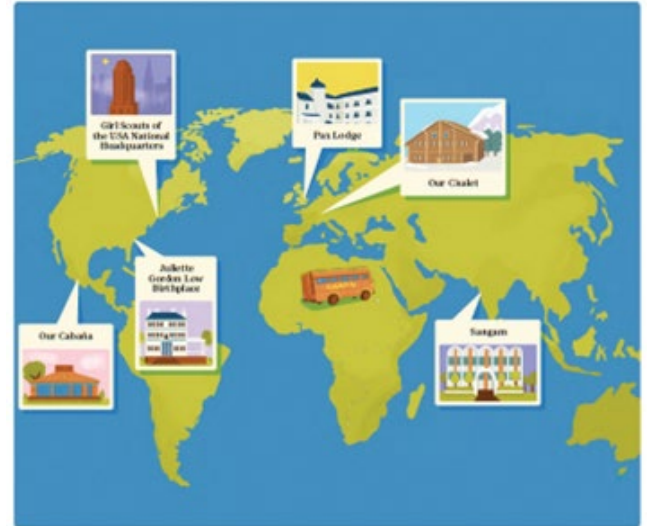 Girl Scouts of
the USA National
Headquarters
Pax Lodge
Our Chalet
Juliette
Gordon Low
Birthplace
Our Cabaña
Sangam